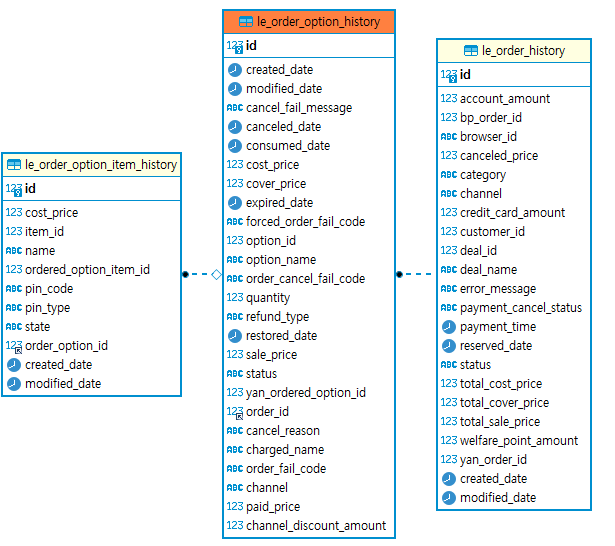 le_order_option_item_history
123 id
123 cost_price
123 item_id
ABC name
ABC ordered_option_item_id
ABC pin_code
ABC pin_type
ABC state
123 order_option_id
created_date
modified_date
le_order_option_history
123 id
created_date
modified_date
ABC cancel_fail_message
canceled_date
consumed_date
123 cost_price
123 cover_price
expired_date
ABC forced_order_fail_code
123 option_id
ABC option_name
ABC order_cancel_fail_code
123 quantity
ABC refund_type
restored_date
123 sale_price
ABC status
123 yan_ordered_option_id
123 order_id
ABC cancel_reason
ABC charged_name
ABC order_fail_code
ABC channel
123 paid_price
123 channel_discount_amount
le_order_history
123 id
123 account_amount
123 bp_order_id
ABC browser_id
123 canceled_price
ABC category
ABC channel
123 credit_card_amount
123 customer_id
123 deal_id
ABC deal_name
ABC error_message
ABC payment_cancel_status
payment_time
reserved_date
ABC status
123 total_cost_price
123 total_cover_price
123 total_sale_price
123 welfare_point_amount
123 yan_order_id
created_date
modified_date